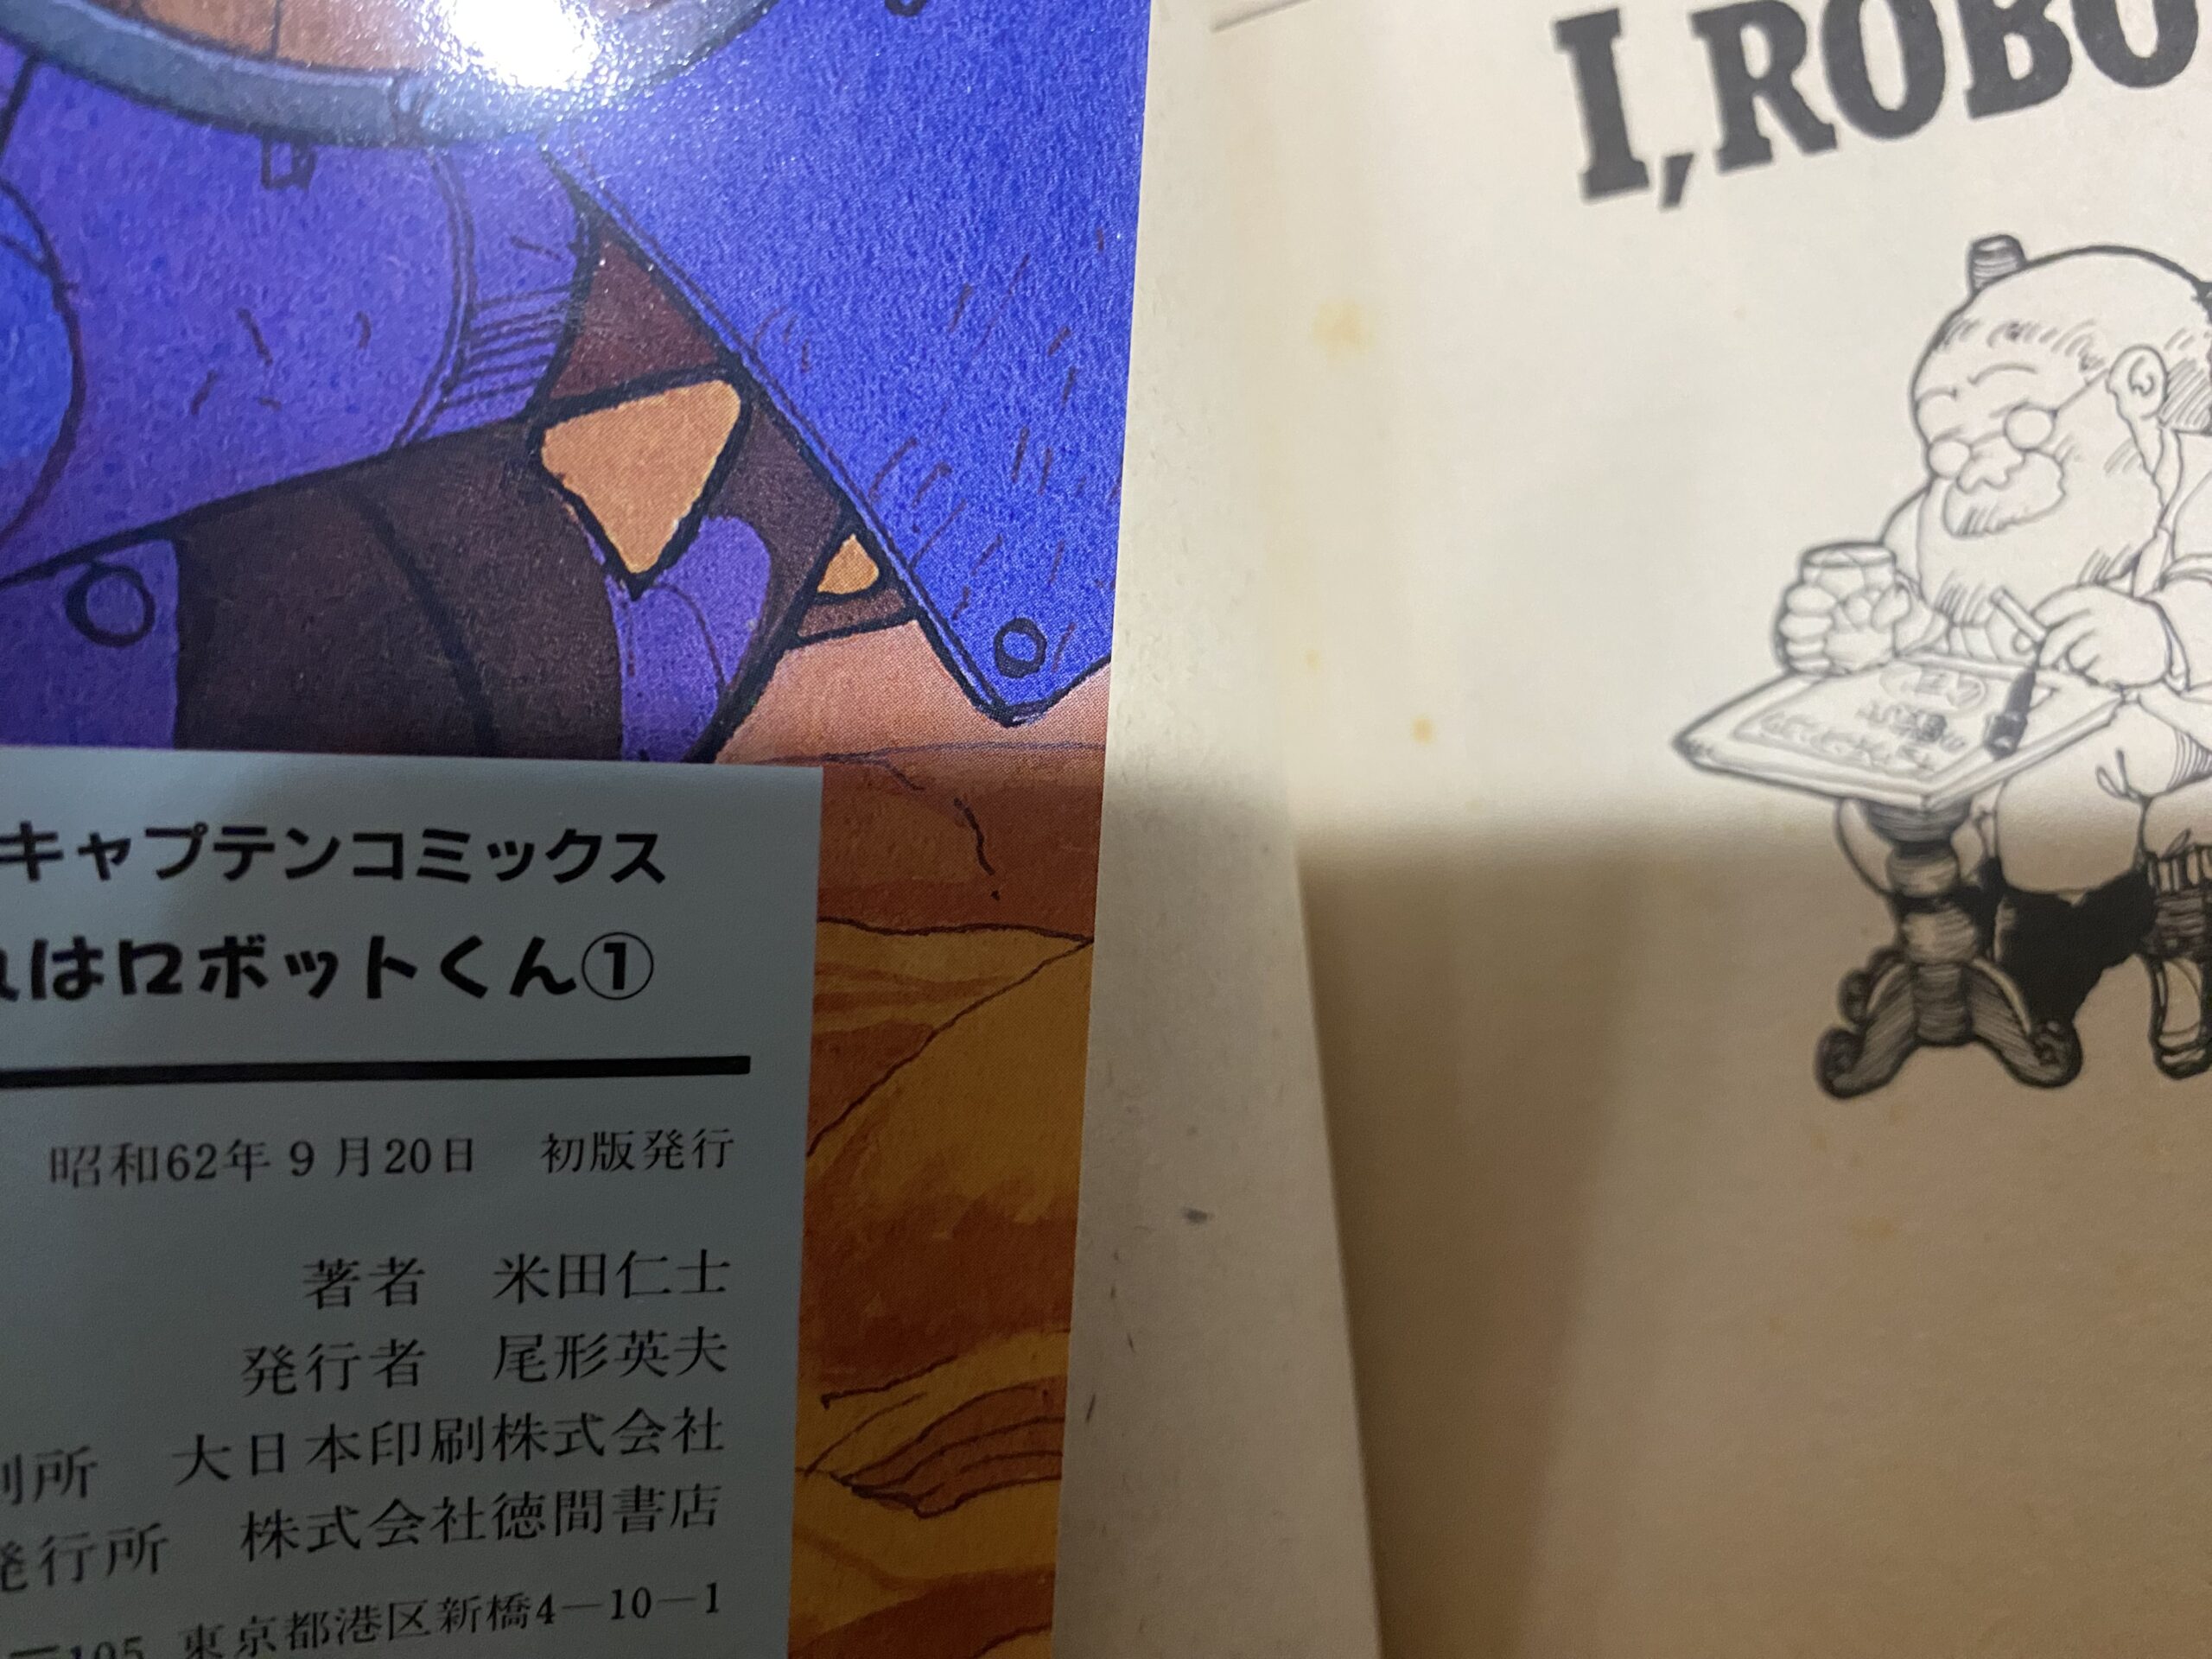 キャプテンコミックス
れはロボットくん①
昭和62年9月20日 初版発行
著者 米田仁士
発行者 尾形英夫
刷所 大日本印刷株式会社
発行所 株式会社徳間書店
105 東京都港区新橋4—10—1
I,ROBO